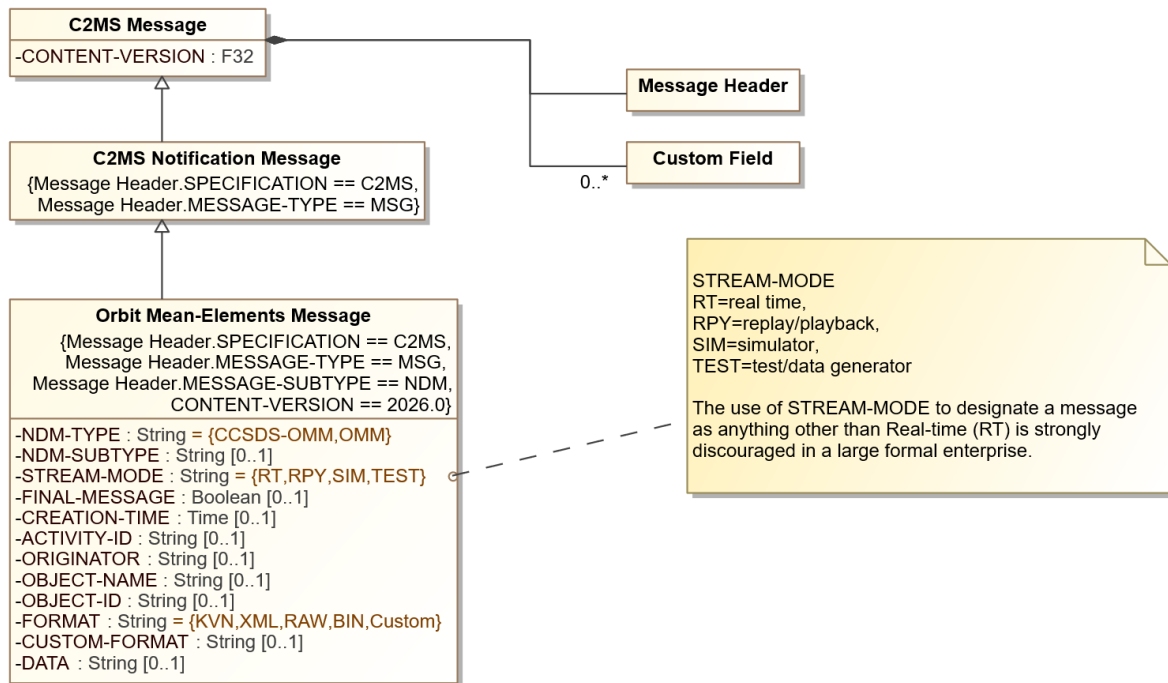 C2MS Message
-CONTENT-VERSION : F32
Message Header
Custom Field
0..*
C2MS Notification Message
{Message Header.SPECIFICATION == C2MS,
Message Header.MESSAGE-TYPE == MSG}
Orbit Mean-Elements Message
{Message Header.SPECIFICATION == C2MS,
Message Header.MESSAGE-TYPE == MSG,
Message Header.MESSAGE-SUBTYPE == NDM,
CONTENT-VERSION == 2026.0}
-NDM-TYPE : String = {CCSDS-OMM,OMM}
-NDM-SUBTYPE : String [0..1]
-STREAM-MODE : String = {RT,RPY,SIM,TEST}
-FINAL-MESSAGE : Boolean [0..1]
-CREATION-TIME : Time [0..1]
-ACTIVITY-ID : String [0..1]
-ORIGINATOR : String [0..1]
-OBJECT-NAME : String [0..1]
-OBJECT-ID : String [0..1]
-FORMAT : String = {KVN,XML,RAW,BIN,Custom}
-CUSTOM-FORMAT : String [0..1]
-DATA : String [0..1]
STREAM-MODE
RT=real time,
RPY=replay/playback,
SIM=simulator,
TEST=test/data generator
The use of STREAM-MODE to designate a message
as anything other than Real-time (RT) is strongly
discouraged in a large formal enterprise.